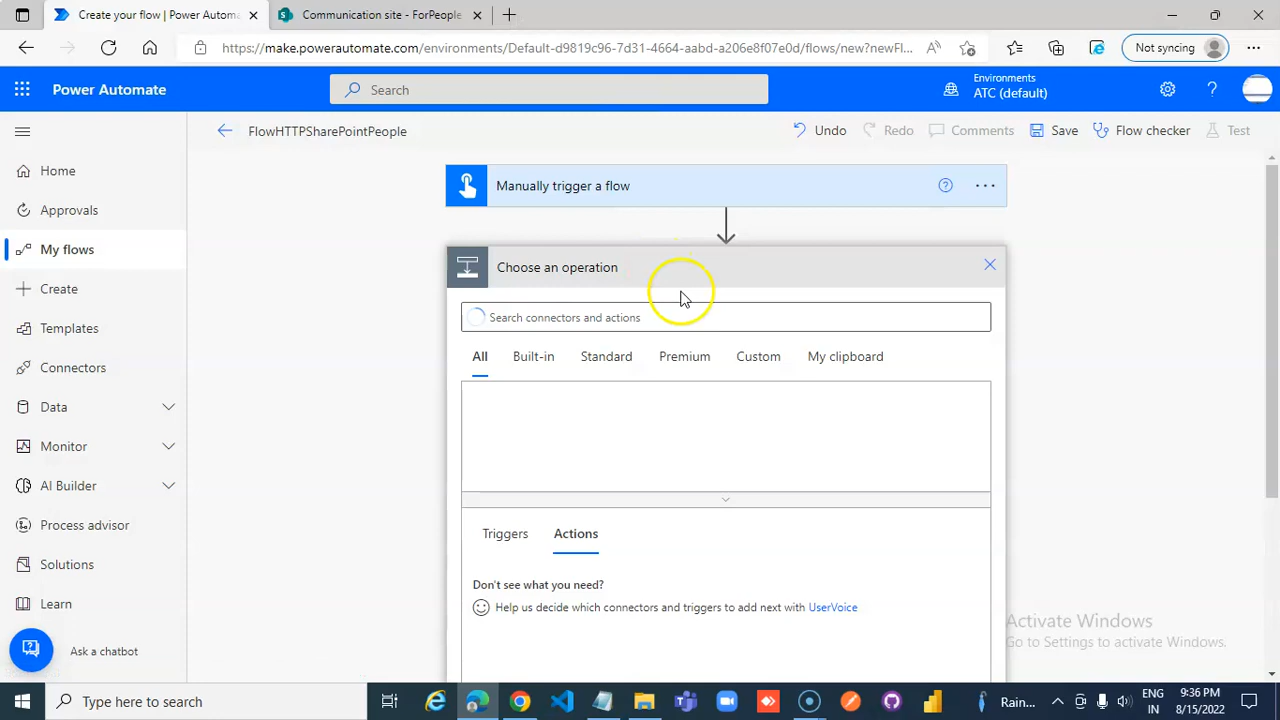 Create your flow | Power Automa
Communication site - ForPeople
https://make.powerautomate.com/environments/Default-d9819c96-7d31-4664-aabd-a206e8f07e0d/flows/new?newFl...
Not syncing
Power Automate
Search
Environments
ATC (default)
FlowHTTPSharePointPeople
Undo
Redo
Comments
Save
Flow checker
Test
Home
Approvals
My flows
Create
Templates
Connectors
Data
Monitor
AI Builder
Process advisor
Solutions
Learn
Ask a chatbot
Manually trigger a flow
Choose an operation
Search connectors and actions
All Built-in Standard Premium Custom My clipboard
Triggers Actions
Don't see what you need?
Help us decide which connectors and triggers to add next with UserVoice
Activate Windows
Go to Settings to activate Windows.
Type here to search
Rain...
ENG
IN
9:36 PM
8/15/2022